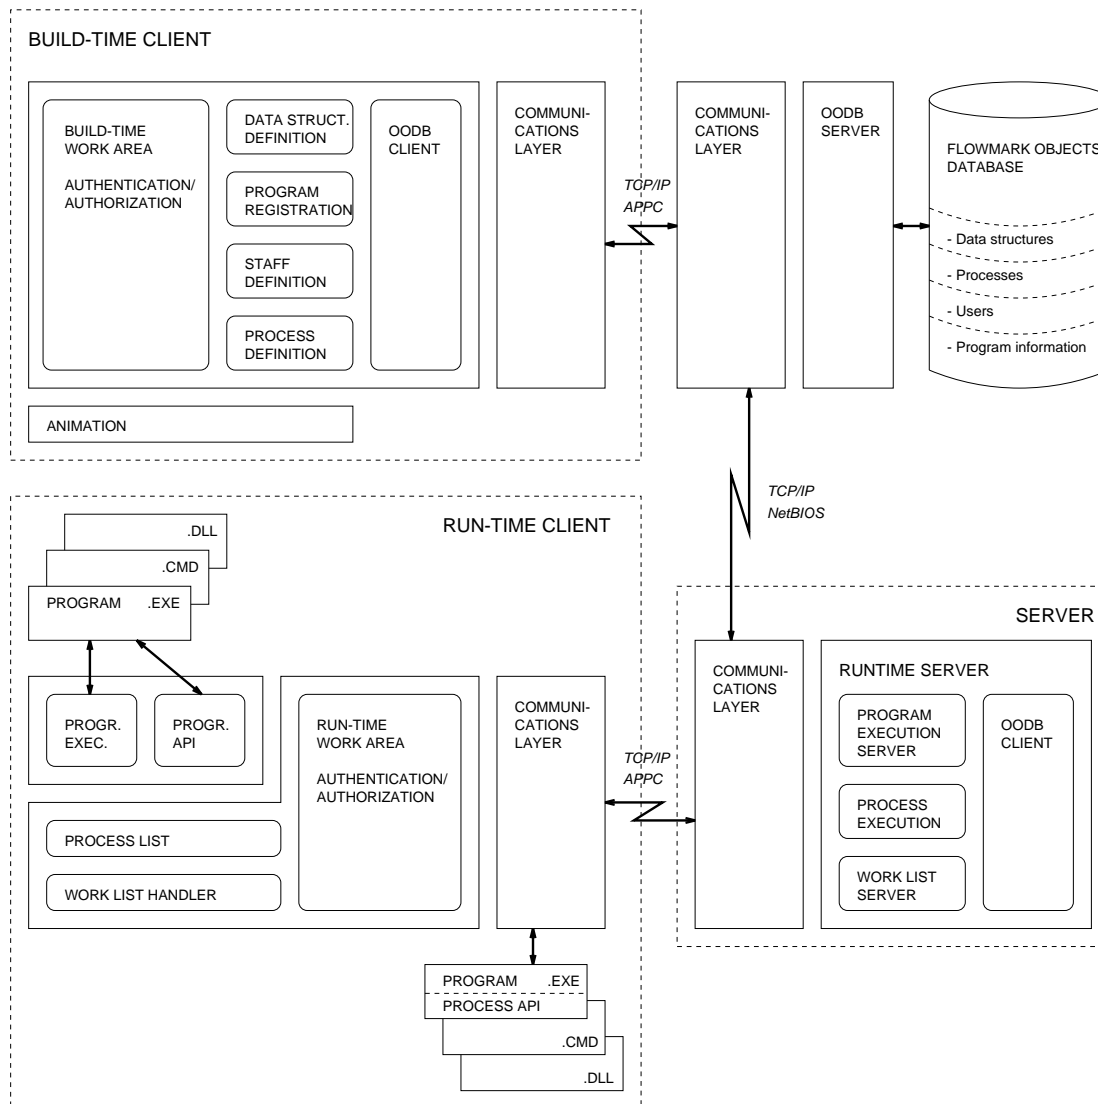 BUILD-TIME CLIENT
BUILD-TIME
WORK AREA
AUTHENTICATION/
AUTHORIZATION
DATA STRUCT.
DEFINITION
PROGRAM
REGISTRATION
STAFF
DEFINITION
PROCESS
DEFINITION
OODB
CLIENT
COMMUNI-
CATIONS
LAYER
ANIMATION
TCP/IP
APPC
COMMUNI-
CATIONS
LAYER
OODB
SERVER
FLOWMARK OBJECTS
DATABASE
- Data structures
- Processes
- Users
- Program information
TCP/IP
NetBIOS
RUN-TIME CLIENT
.DLL
.CMD
PROGRAM .EXE
PROGR.
EXEC.
PROGR.
API
RUN-TIME
WORK AREA
AUTHENTICATION/
AUTHORIZATION
PROCESS LIST
WORK LIST HANDLER
COMMUNI-
CATIONS
LAYER
PROGRAM .EXE
PROCESS API
.CMD
.DLL
TCP/IP
APPC
SERVER
COMMUNI-
CATIONS
LAYER
RUNTIME SERVER
PROGRAM
EXECUTION
SERVER
PROCESS
EXECUTION
WORK LIST
SERVER
OODB
CLIENT